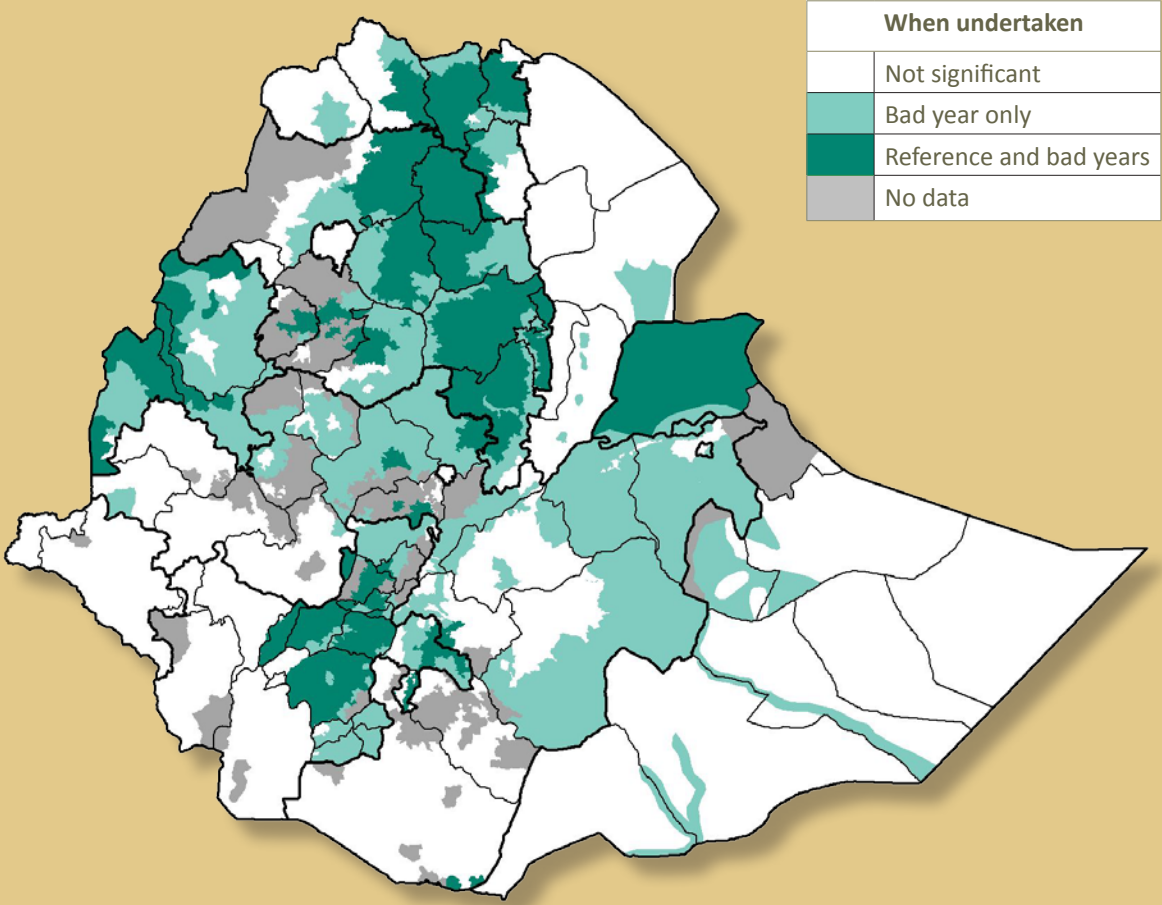 When undertaken
Not significant
Bad year only
Reference and bad years
No data